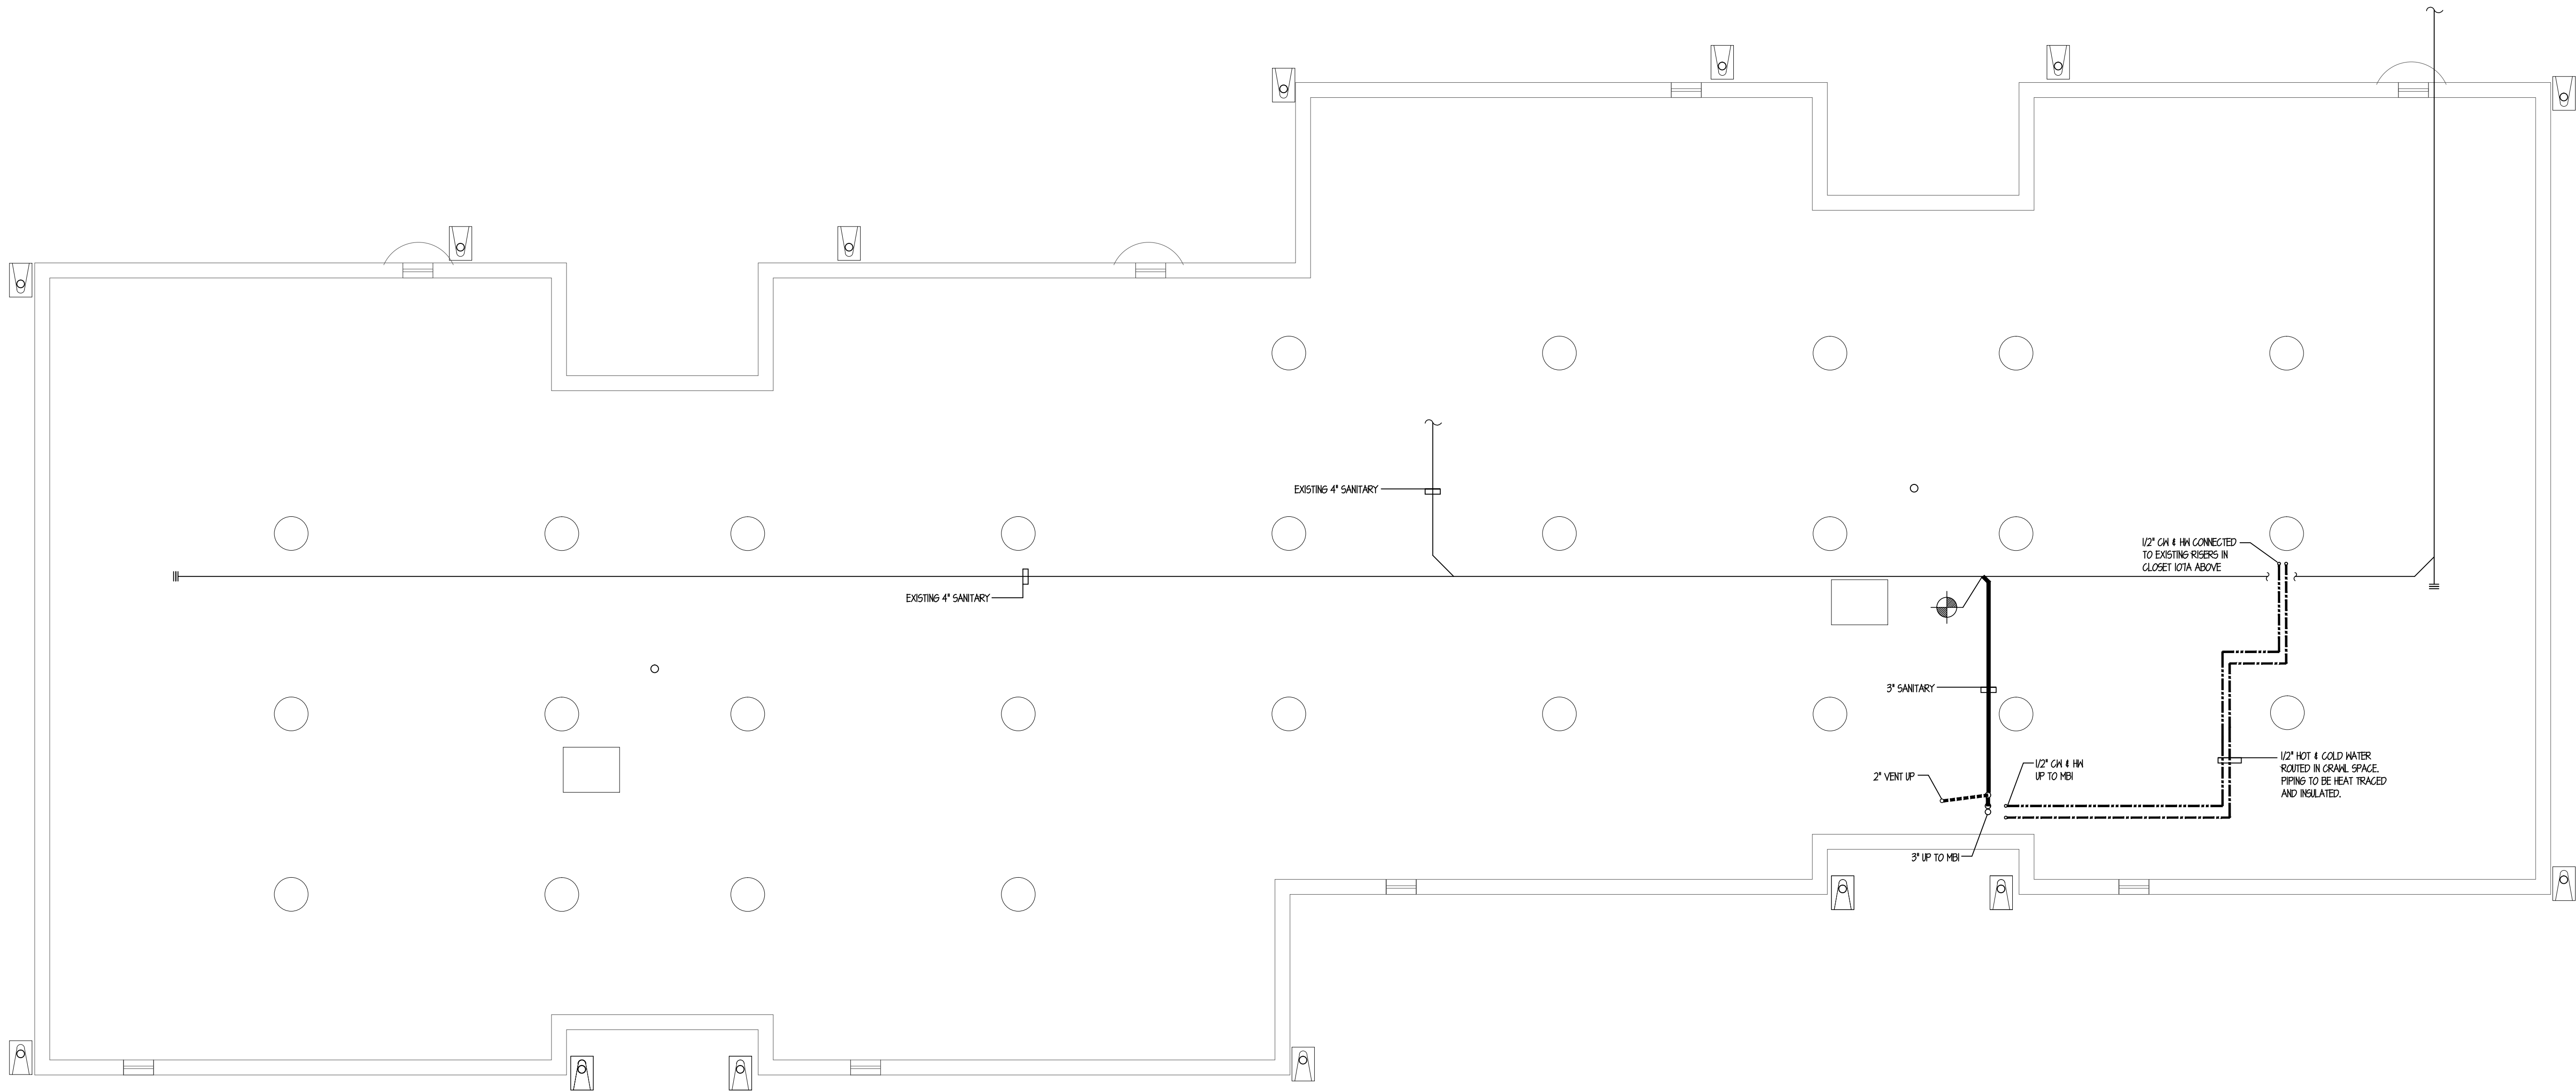 EXISTING 4" SANITARY
1/2" CW & HW CONNECTED
TO EXISTING RISERS IN
CLOSET 107A ABOVE
EXISTING 4" SANITARY
3" SANITARY
1/2" HOT & COLD WATER
ROUTED IN CRAWL SPACE.
PIPING TO BE HEAT TRACED
AND INSULATED.
1/2" CW & HW
UP TO MB1
2" VENT UP
3" UP TO MB1